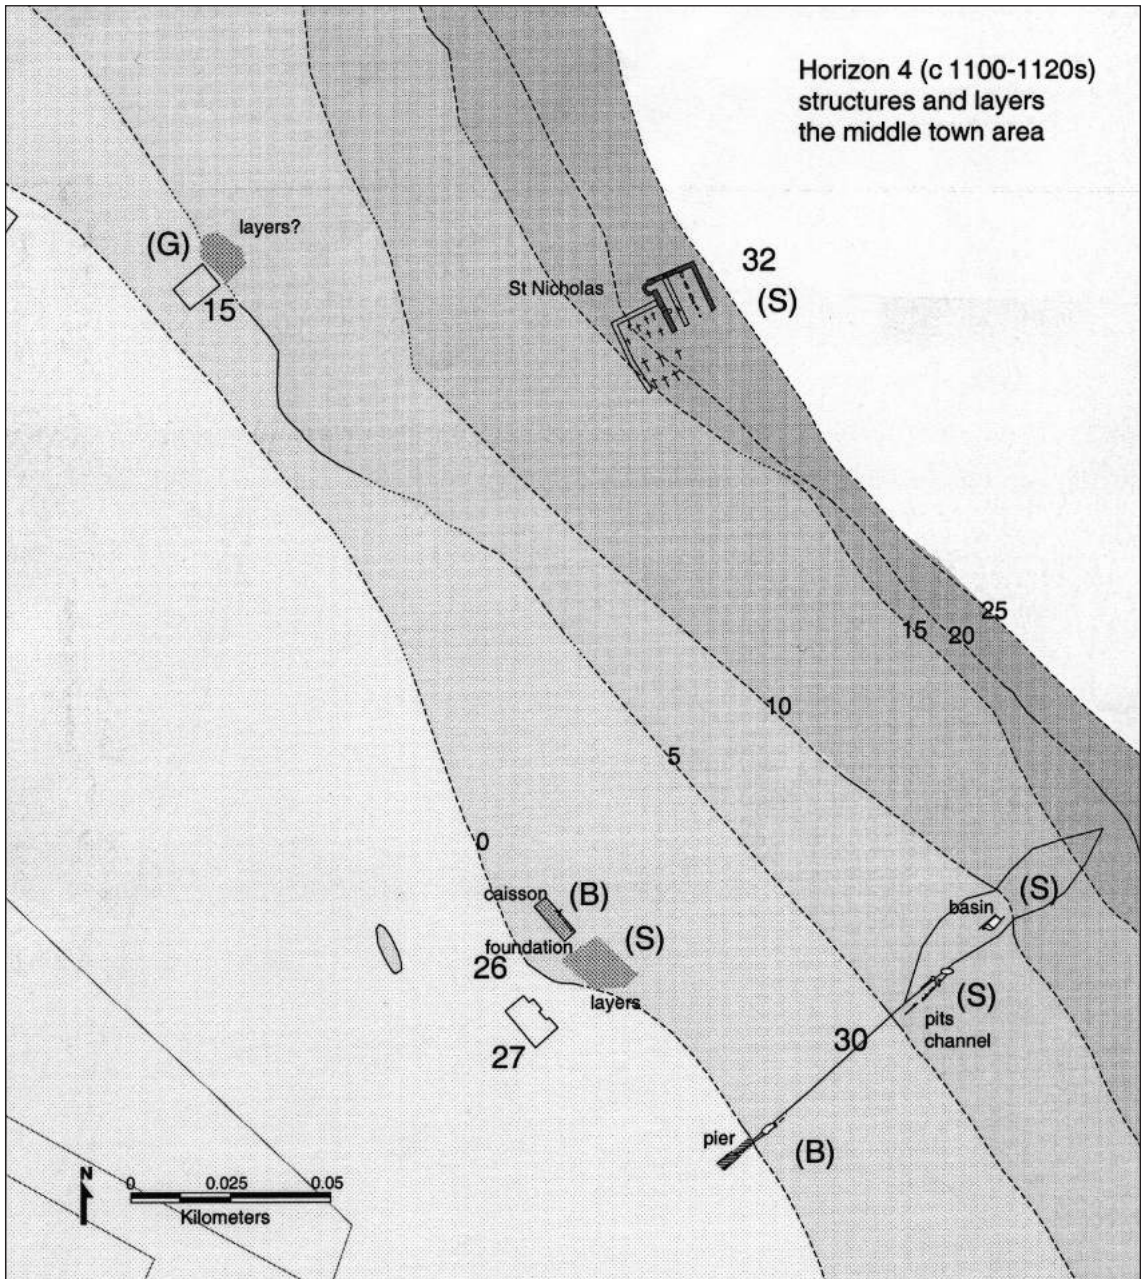 Horizon 4 (c 1100-1120s)
structures and layers
the middle town area
layers?
(G)
15
32
St Nicholas
(S)
25
15
20
10
5
0
caisson
(B)
(S)
basin
foundation
(S)
26
layers
(S)
pits
channel
30
27
pier
(B)
N
0 0.025 0.05
Kilometers